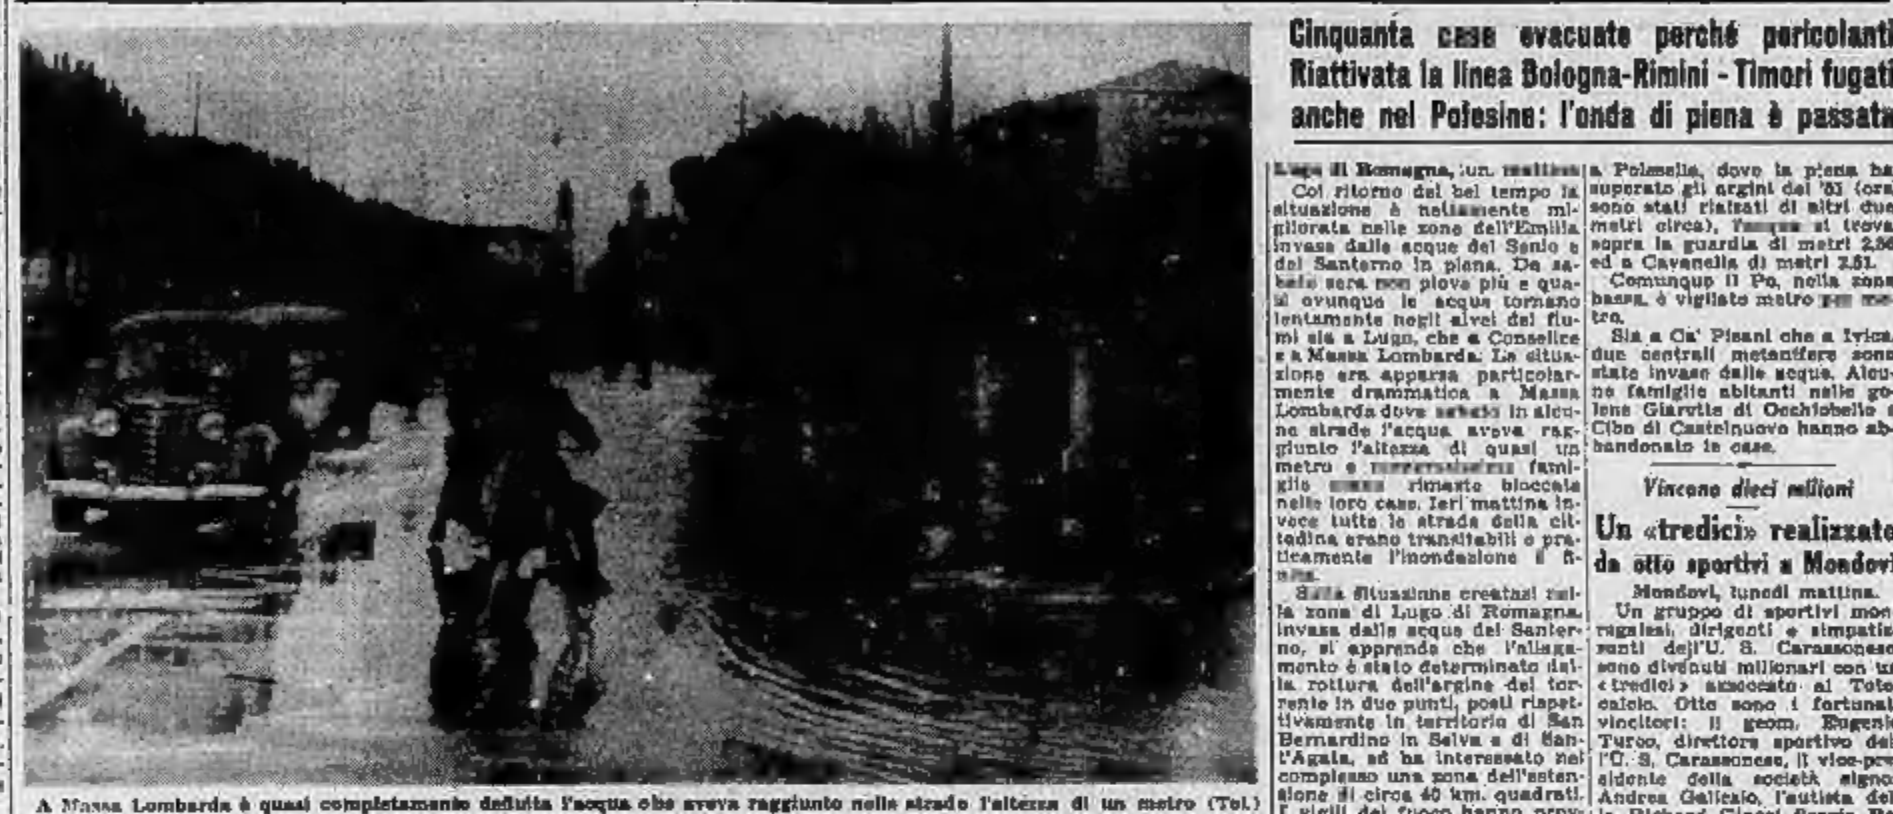 Cinquanta case evacuate perché pericolanti
Riattivata la linea Bologna-Rimini - Timori fugati
anche nel Polesine: l'onda di piena è passata
di Romagna, lun. mattina
Col ritorno del bel tempo la
situazione è nettamente mi-
gliorata nelle zone dell'Emilia
invase dalle acque del Senio e
del Santerno in piena. Da sa-
bato sera non piove più e qua-
si ovunque le acque tornano
lentamente negli alvei dei fiu-
mi sia a Lugo, che a Conselice
e a Massa Lombarda. La situa-
zione era apparsa particolar-
mente drammatica a Massa
Lombarda dove sabato in alcu-
ne strade l'acqua aveva rag-
giunto l'altezza di quasi un
metro e fami-
glie rimaste bloccate
nelle loro case. Ieri mattina in-
vece tutte le strade della cit-
tadina erano transitabili e pra-
ticamente l'inondazione è fi-
nita.
Sulla situazione creatasi nel-
la zona di Lugo di Romagna,
invasa dalle acque del Santer-
no, si apprende che l'allaga-
mento è stato determinato dal-
la rottura dell'argine del tor-
rente in due punti, posti rispet-
tivamente in territorio di San
Bernardino in Selva e di San-
t'Agata, ed ha interessato nel
complesso una zona dell'esten-
sione di circa 40 km. quadrati.
I vigili del fuoco hanno prov-
a Polesella, dove la piena ha
superato gli argini del '51 (ora
sono stati rialzati di altri due
metri circa), l'acqua si trova
sopra la guardia di metri
ed a Cavanella di metri 2.51.
Comunque il Po, nella zona
bassa, è vigilato metro per me-
tro.
Sia a Ca' Pisani che a Ivica,
due centrali metanifere sono
state invase dalle acque. Alcu-
ne famiglie abitanti nelle go-
lene Giarotta di Occhiobello e
Cibo di Castelnuovo hanno ab-
bandonato le case.
Vincono dieci milioni
Un «tredici» realizzato
da otto sportivi a Mondovì
Mondovì, lunedì mattina.
Un gruppo di sportivi mon
regalesi, dirigenti e simpatiz
zanti dell'U. S. Carassonese
sono divenuti milionari con un
«tredici» azzeccato al Toto
calcio. Otto sono i fortunati
vincitori: il geom. Eugenio
Turco, direttore sportivo del
l'U. S. Carassonese, il vice-pre
sidente della società signor
Andrea Galleano, l'autista del
A Massa Lombarda è quasi completamente defluita l'acqua che aveva raggiunto nelle strade l'altezza di un metro (Tel.)